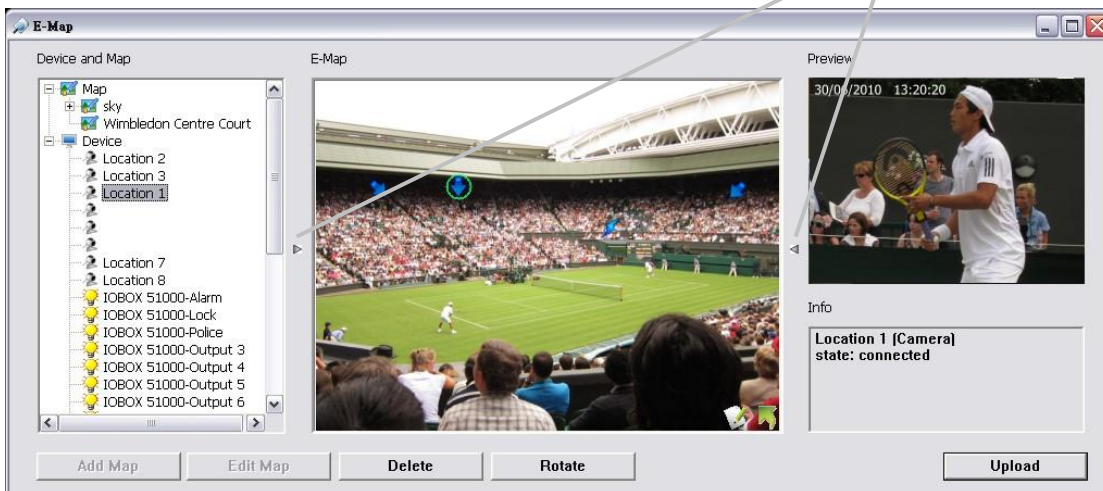 E-Map
Device and Map
Map
sky
Wimbledon Centre Court
Device
Location 2
Location 3
Location 1
Location 7
Location 8
IOBOX 51000-Alarm
IOBOX 51000-Lock
IOBOX 51000-Police
IOBOX 51000-Output 3
IOBOX 51000-Output 4
IOBOX 51000-Output 5
IOBOX 51000-Output 6
E-Map
Preview
30/06/2010 13:20:20
Info
Location 1 (Camera)
state: connected
Add Map
Edit Map
Delete
Rotate
Upload